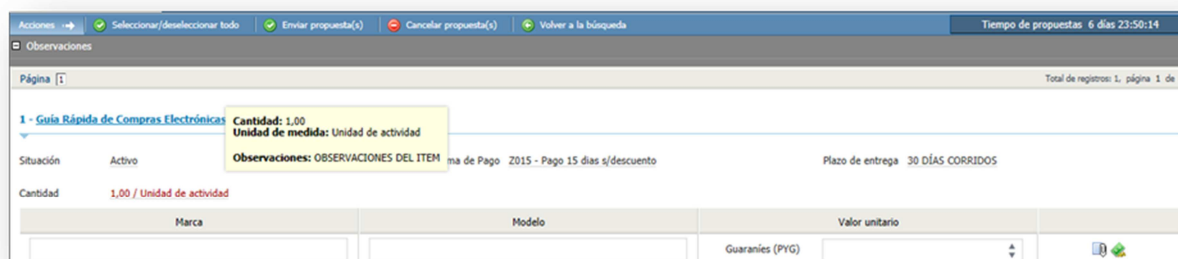 Acciones Seleccionar/deseleccionar todo Enviar propuesta(s) Cancelar propuesta(s) Volver a la búsqueda Tiempo de propuestas 6 días 23:50:14
Observaciones
Página 1 Total de registros: 1, página 1 de
1 - Guía Rápida de Compras Electrónicas
Cantidad: 1,00
Unidad de medida: Unidad de actividad
Observaciones: OBSERVACIONES DEL ITEM
Situación Activo ma de Pago Z015 - Pago 15 dias s/descuento Plazo de entrega 30 DÍAS CORRIDOS
Cantidad 1,00 / Unidad de actividad
Marca Modelo Valor unitario
Guaraníes (PYG)